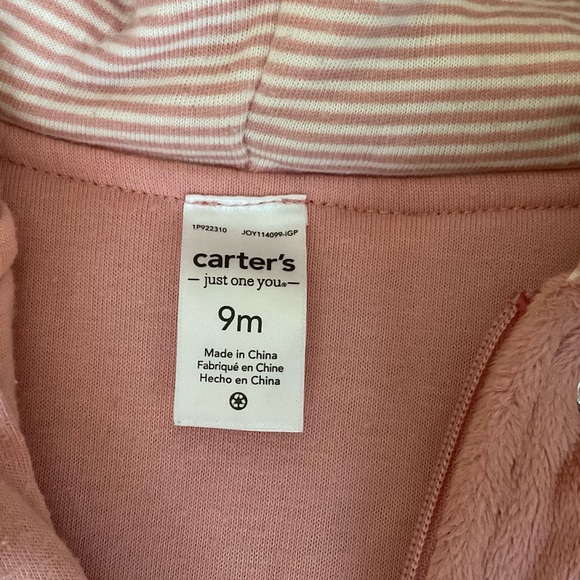 1P922310 JOY114099-IGP
carter's
just one you®
9m
Made in China
Fabriqué en Chine
Hecho en China